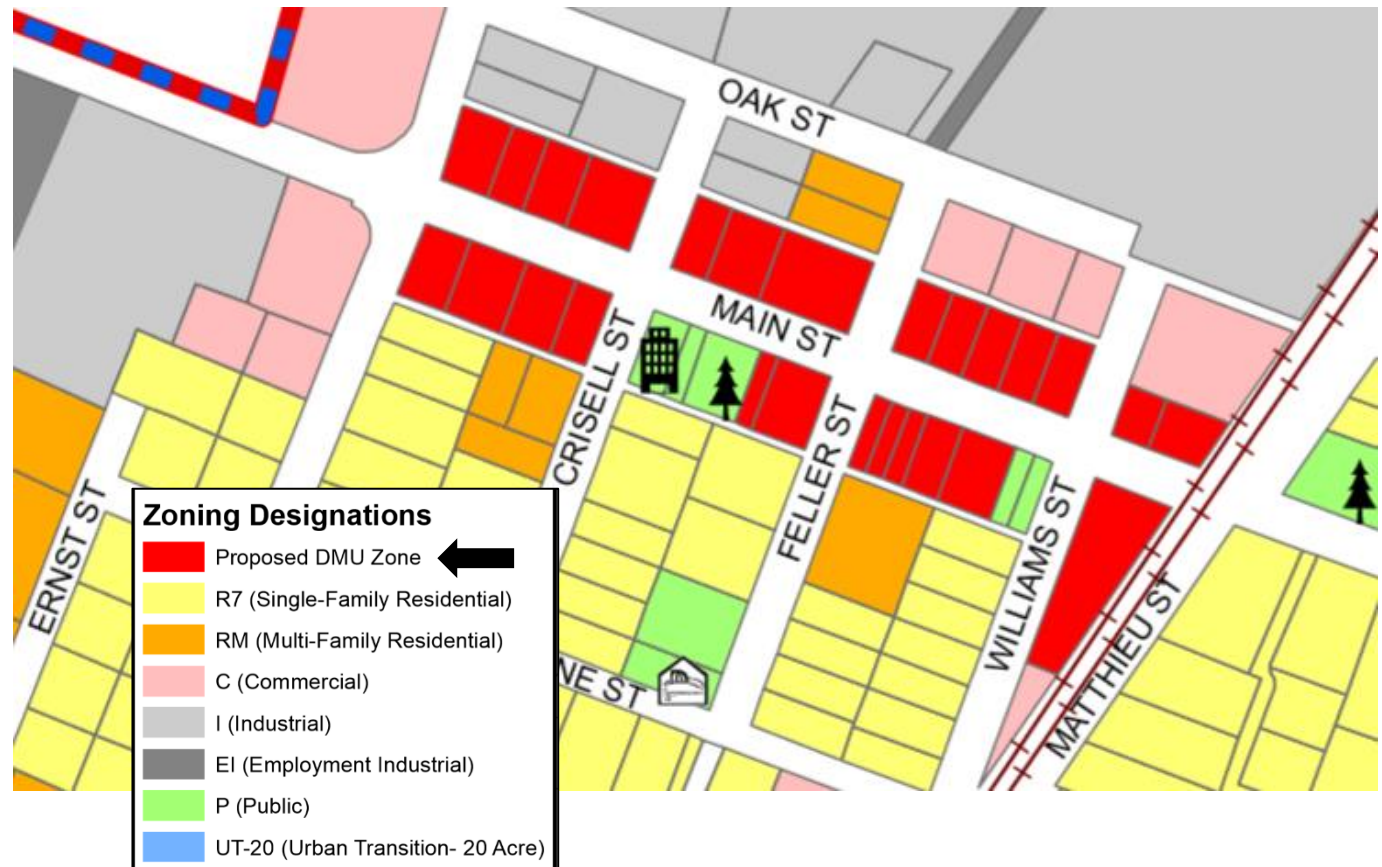 OAK ST
MAIN ST
CRISELL ST
FELLER ST
ERNST ST
WILLIAMS ST
MATTHIEU ST
NE ST
Zoning Designations
Proposed DMU Zone
R7 (Single-Family Residential)
RM (Multi-Family Residential)
C (Commercial)
I (Industrial)
EI (Employment Industrial)
P (Public)
UT-20 (Urban Transition- 20 Acre)